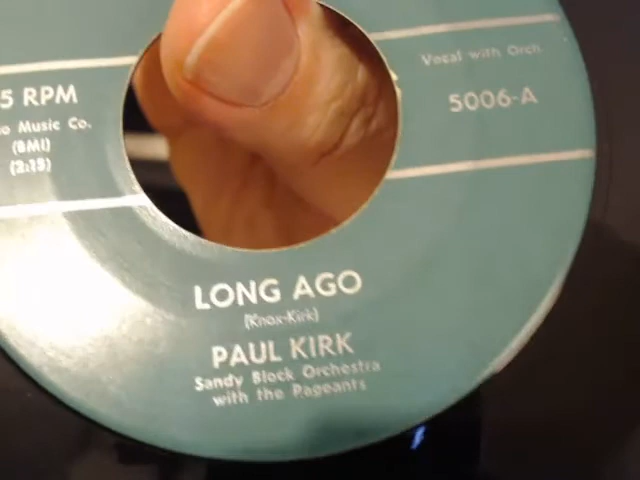 5 RPM
Music Co.
(BMI)
(2:15)
Vocal with Orch.
5006-A
LONG AGO
(Knox-Kirk)
PAUL KIRK
Sandy Block Orchestra
with the Pageants